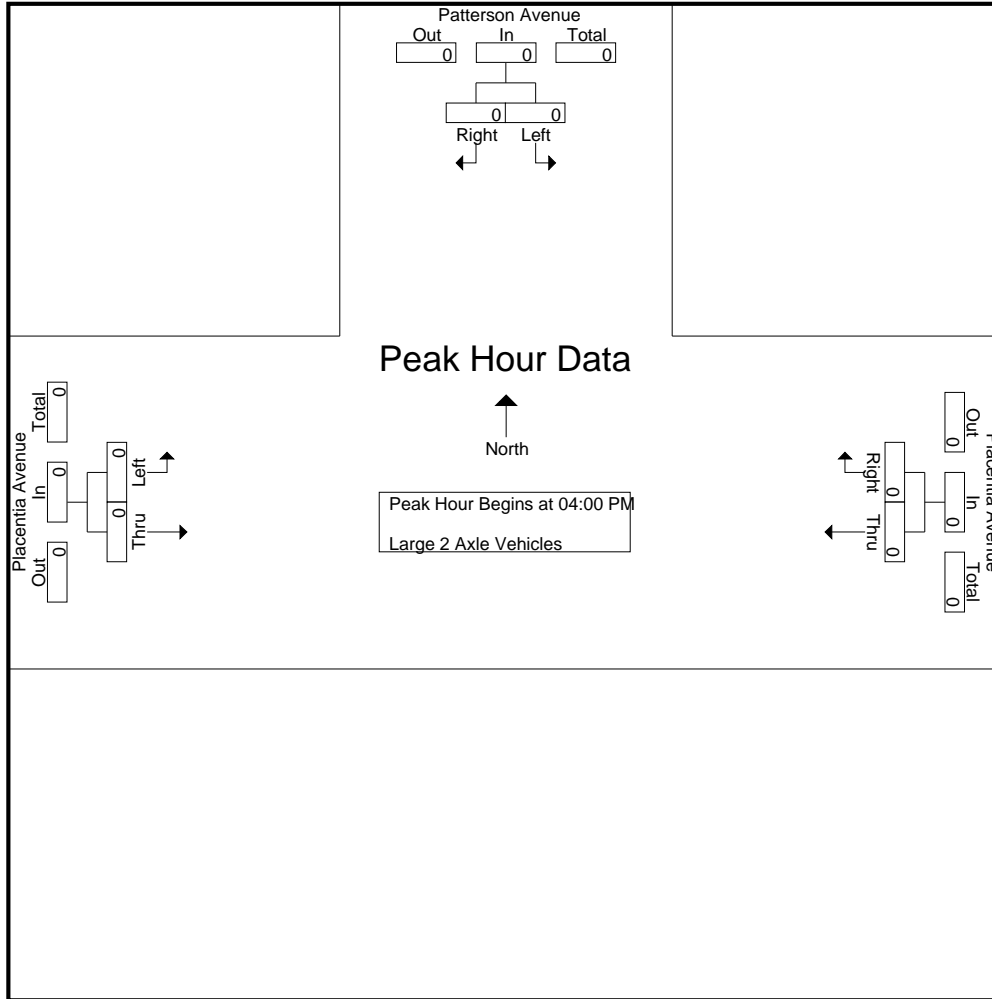 Patterson Avenue
Out In Total
0 0 0
0 0
Right Left
Peak Hour Data
North
Peak Hour Begins at 04:00 PM
Large 2 Axle Vehicles
Placentia Avenue
Out In Total
0 0 0
Thru Left
0 0
Placentia Avenue
Out In Total
0 0 0
Right Thru
0 0